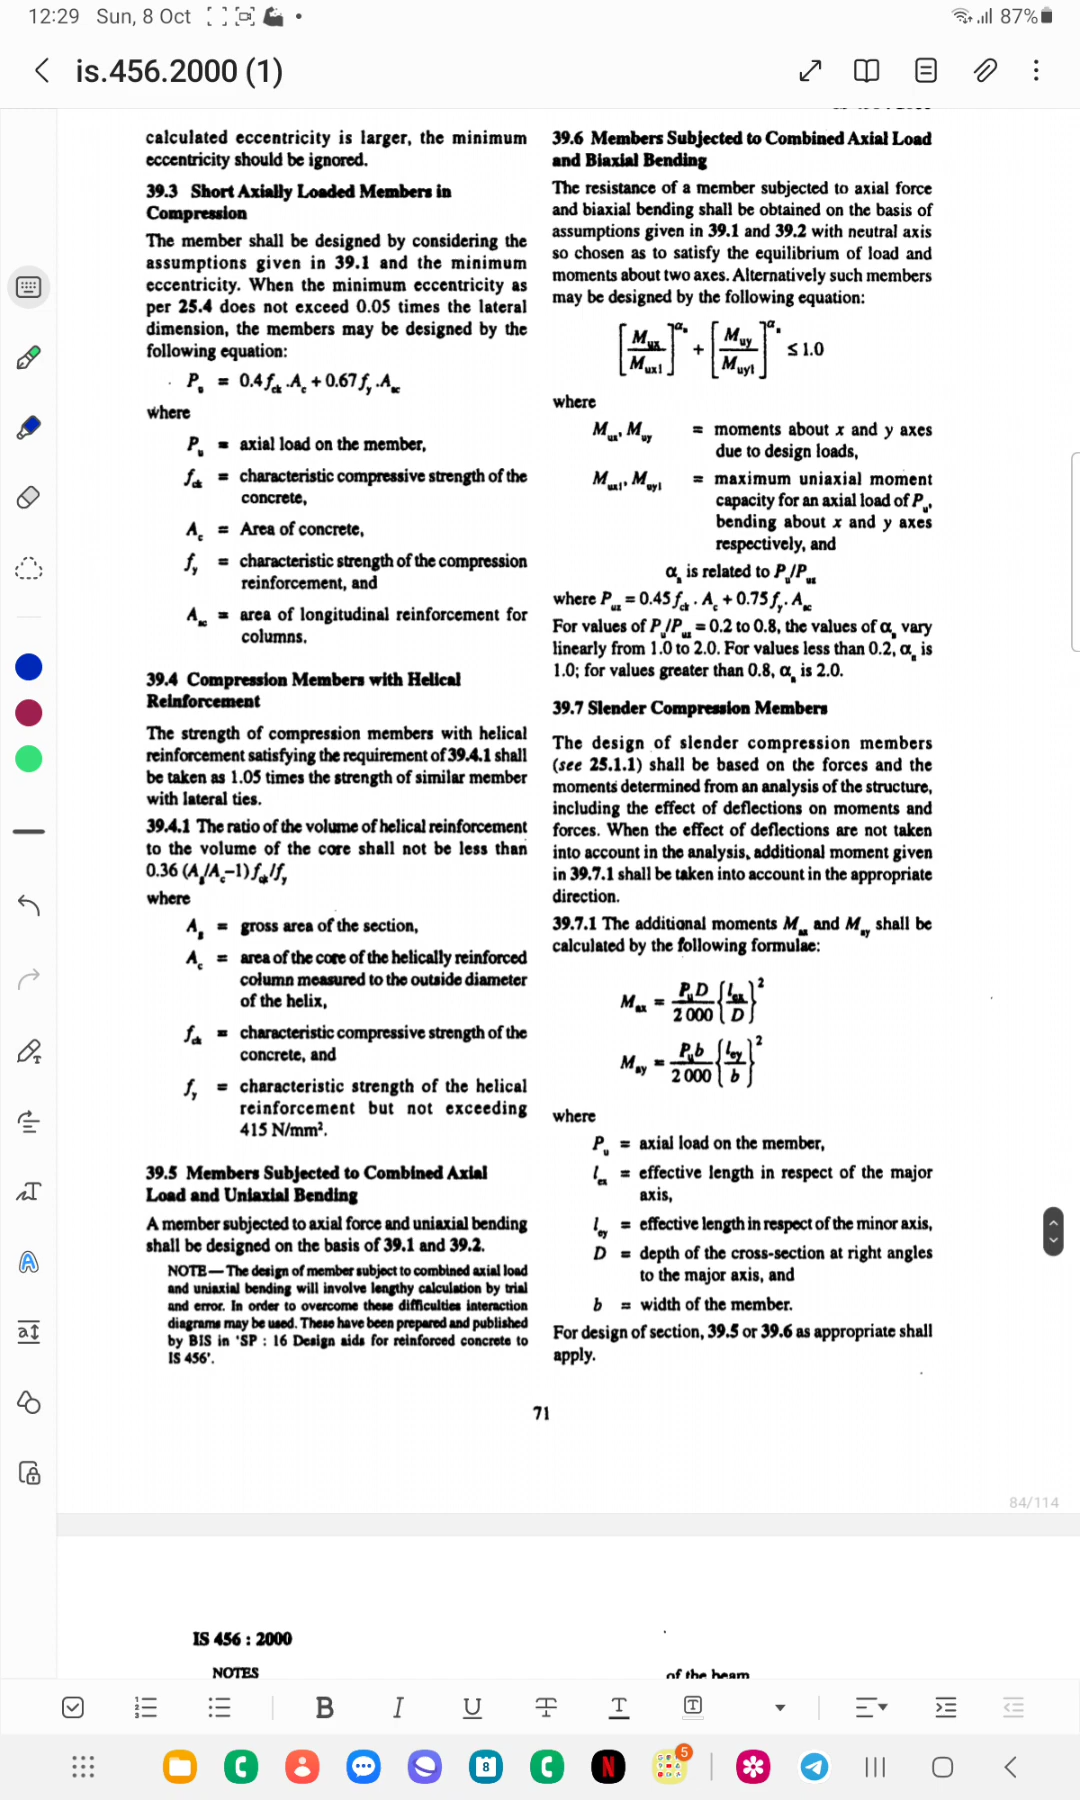 12:29 Sun, 8 Oct
87%
is.456.2000 (1)
calculated eccentricity is larger, the minimum
eccentricity should be ignored.
39.3 Short Axially Loaded Members in
Compression
The member shall be designed by considering the
assumptions given in 39.1 and the minimum
eccentricity. When the minimum eccentricity as
per 25.4 does not exceed 0.05 times the lateral
dimension, the members may be designed by the
following equation:
P_u = 0.4 f_ck .A_c + 0.67 f_y .A_sc
where
P_u = axial load on the member,
f_ck = characteristic compressive strength of the
concrete,
A_c = Area of concrete,
f_y = characteristic strength of the compression
reinforcement, and
A_sc = area of longitudinal reinforcement for
columns.
39.4 Compression Members with Helical
Reinforcement
The strength of compression members with helical
reinforcement satisfying the requirement of 39.4.1 shall
be taken as 1.05 times the strength of similar member
with lateral ties.
39.4.1 The ratio of the volume of helical reinforcement
to the volume of the core shall not be less than
0.36 (A_g/A_c–1) f_ck/f_y
where
A_g = gross area of the section,
A_c = area of the core of the helically reinforced
column measured to the outside diameter
of the helix,
f_ck = characteristic compressive strength of the
concrete, and
f_y = characteristic strength of the helical
reinforcement but not exceeding
415 N/mm².
39.5 Members Subjected to Combined Axial
Load and Uniaxial Bending
A member subjected to axial force and uniaxial bending
shall be designed on the basis of 39.1 and 39.2.
NOTE — The design of member subject to combined axial load
and uniaxial bending will involve lengthy calculation by trial
and error. In order to overcome these difficulties interaction
diagrams may be used. These have been prepared and published
by BIS in 'SP : 16 Design aids for reinforced concrete to
IS 456'.
39.6 Members Subjected to Combined Axial Load
and Biaxial Bending
The resistance of a member subjected to axial force
and biaxial bending shall be obtained on the basis of
assumptions given in 39.1 and 39.2 with neutral axis
so chosen as to satisfy the equilibrium of load and
moments about two axes. Alternatively such members
may be designed by the following equation:
[M_ux / M_ux1]^α_n + [M_uy / M_uy1]^α_n ≤ 1.0
where
M_ux, M_uy = moments about x and y axes
due to design loads,
M_ux1, M_uy1 = maximum uniaxial moment
capacity for an axial load of P_u,
bending about x and y axes
respectively, and
α_n is related to P_u/P_uz
where P_uz = 0.45 f_ck . A_c + 0.75 f_y . A_sc
For values of P_u/P_uz = 0.2 to 0.8, the values of α_n vary
linearly from 1.0 to 2.0. For values less than 0.2, α_n is
1.0; for values greater than 0.8, α_n is 2.0.
39.7 Slender Compression Members
The design of slender compression members
(see 25.1.1) shall be based on the forces and the
moments determined from an analysis of the structure,
including the effect of deflections on moments and
forces. When the effect of deflections are not taken
into account in the analysis, additional moment given
in 39.7.1 shall be taken into account in the appropriate
direction.
39.7.1 The additional moments M_ax and M_ay shall be
calculated by the following formulae:
M_ax = P_u D / 2 000 {l_ex / D}²
M_ay = P_u b / 2 000 {l_ey / b}²
where
P_u = axial load on the member,
l_ex = effective length in respect of the major
axis,
l_ey = effective length in respect of the minor axis,
D = depth of the cross-section at right angles
to the major axis, and
b = width of the member.
For design of section, 39.5 or 39.6 as appropriate shall
apply.
71
84/114
IS 456 : 2000
NOTES
of the beam
B I U T T T
8
N
5